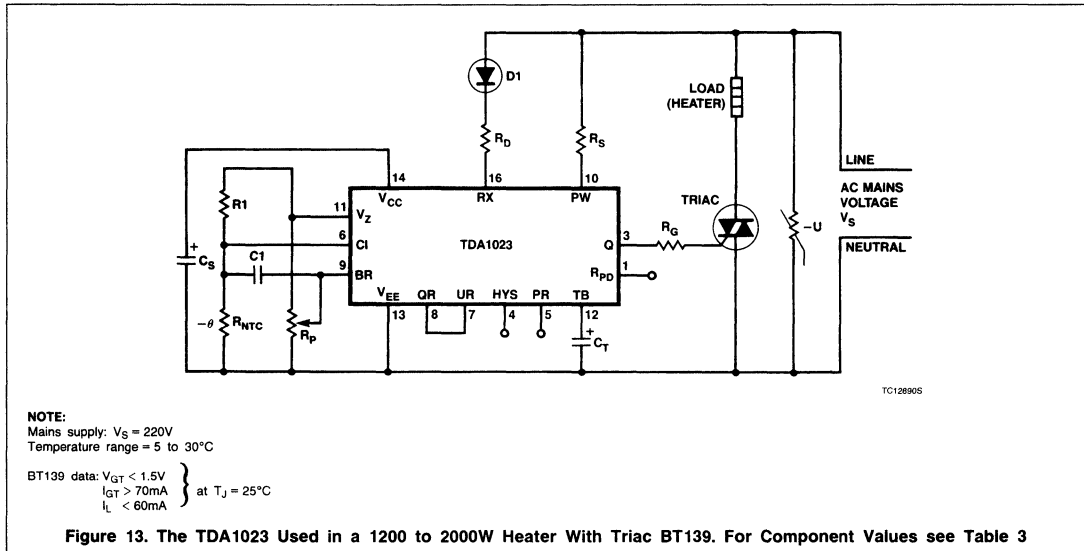 D1
LOAD
(HEATER)
R_D
R_S
LINE
14
16
10
AC MAINS
VOLTAGE
V_S
V_CC
RX
PW
TRIAC
R1
11
V_Z
-U
6
CI
TDA1023
3
Q
R_G
NEUTRAL
+
C_S
C1
9
BR
1
R_PD
V_EE
QR
UR
HYS
PR
TB
13
8
7
4
5
12
-θ
R_NTC
R_P
+
C_T
TC12690S
NOTE:
Mains supply: V_S = 220V
Temperature range = 5 to 30°C
BT139 data: V_GT < 1.5V
I_GT > 70mA } at T_J = 25°C
I_L < 60mA
Figure 13. The TDA1023 Used in a 1200 to 2000W Heater With Triac BT139. For Component Values see Table 3